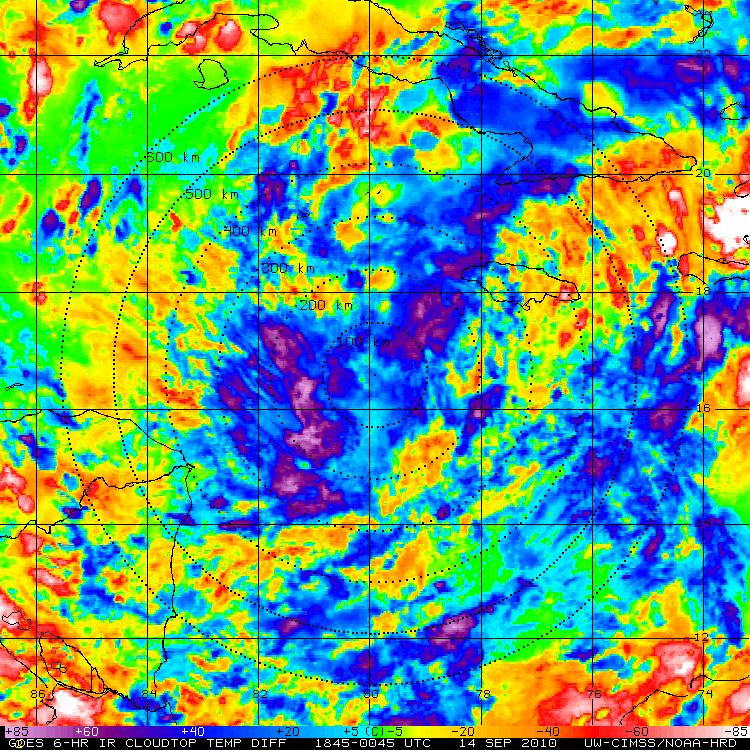 22
600 km
20
500 km
400 km
300 km
18
200 km
100 km
16
14
12
86 84 82 80 78 76 74
+85 +60 +40 +20 +5 (C) -5 -20 -40 -60 -85
GOES 6-HR IR CLOUDTOP TEMP DIFF 1845-0045 UTC 14 SEP 2010 UW-CIMSS/NOAA-HRD